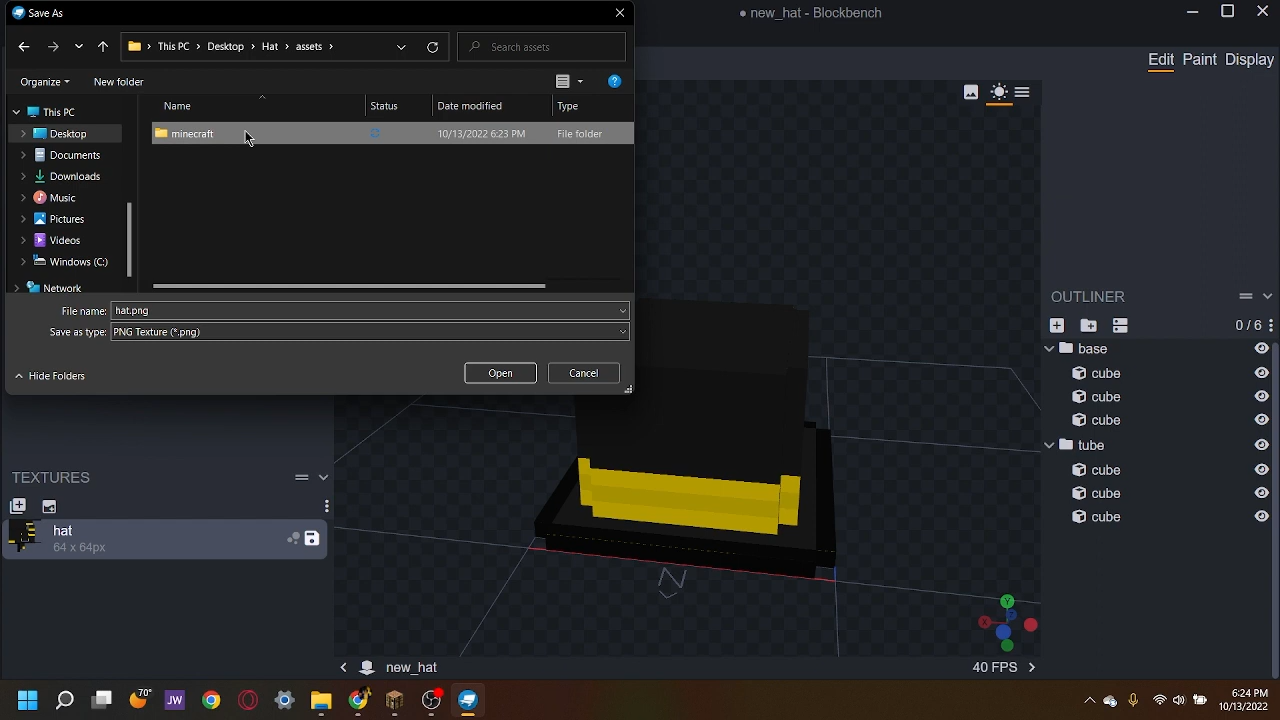 Save As
new_hat - Blockbench
This PC
Desktop
Hat
assets
Search assets
Edit
Paint
Display
Organize
New folder
Name
Status
Date modified
Type
This PC
minecraft
10/13/2022 6:23 PM
File folder
Desktop
Documents
Downloads
Music
Pictures
Videos
Windows (C:)
Network
File name:
hat.png
Save as type:
PNG Texture (*.png)
Hide Folders
Open
Cancel
OUTLINER
0 / 6
base
cube
cube
cube
tube
cube
cube
cube
TEXTURES
hat
64 x 64px
N
Y
X
new_hat
40 FPS
70°
JW
6:24 PM
10/13/2022